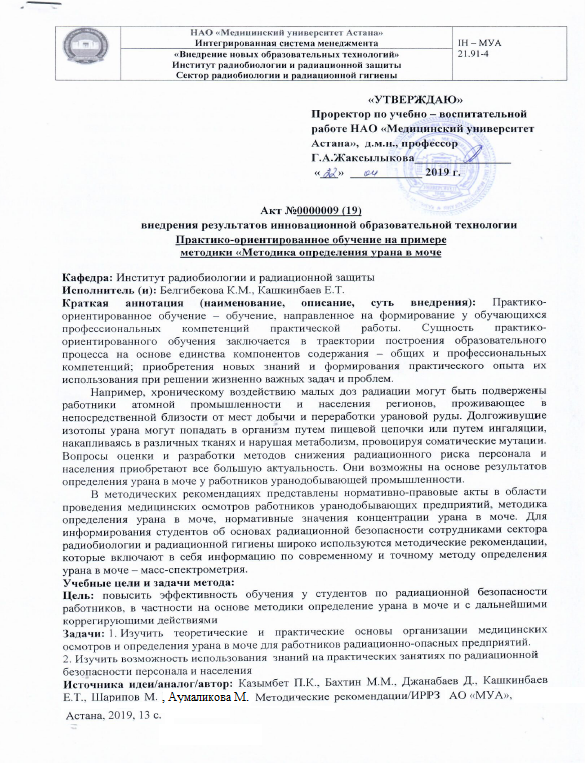 НАО «Медицинский университет Астана»
Интегрированная система менеджмента
«Внедрение новых образовательных технологий»
Институт радиобиологии и радиационной зашиты
Сектор радиобиологии и радиационной гигиены
IH – МУА
21.91-4
«УТВЕРЖДАЮ»
Проректор по учебно – воспитательной
работе НАО «Медицинский университет
Астана», д.м.н., профессор
Г.А.Жаксылыкова
« » 04 2019 г.
Акт №0000009 (19)
внедрения результатов инновационной образовательной технологии
Практико-ориентированное обучение на примере
методики «Методика определения урана в моче
Кафедра: Институт радиобиологии и радиационной защиты
Исполнитель (и): Белгибекова К.М., Кашкинбаев Е.Т.
Краткая аннотация (наименование, описание, суть внедрения): Практико-
ориентированное обучение – обучение, направленное на формирование у обучающихся
профессиональных компетенций практической работы. Сущность практико-
ориентированного обучения заключается в траектории построения образовательного
процесса на основе единства компонентов содержания – общих и профессиональных
компетенций; приобретения новых знаний и формирования практического опыта их
использования при решении жизненно важных задач и проблем.
Например, хроническому воздействию малых доз радиации могут быть подвержены
работники атомной промышленности и населения регионов, проживающее в
непосредственной близости от мест добычи и переработки урановой руды. Долгоживущие
изотопы урана могут попадать в организм путем пищевой цепочки или путем ингаляции,
накапливаясь в различных тканях и нарушая метаболизм, провоцируя соматические мутации.
Вопросы оценки и разработки методов снижения радиационного риска персонала и
населения приобретают все большую актуальность. Они возможны на основе результатов
определения урана в моче у работников уранодобывающей промышленности.
В методических рекомендациях представлены нормативно-правовые акты в области
проведения медицинских осмотров работников уранодобывающих предприятий, методика
определения урана в моче, нормативные значения концентрации урана в моче. Для
информирования студентов об основах радиационной безопасности сотрудниками сектора
радиобиологии и радиационной гигиены широко используются методические рекомендации,
которые включают в себя информацию по современному и точному методу определения
урана в моче – масс-спектрометрия.
Учебные цели и задачи метода:
Цель: повысить эффективность обучения у студентов по радиационной безопасности
работников, в частности на основе методики определение урана в моче и с дальнейшими
коррегирующими действиями
Задачи: 1. Изучить теоретические и практические основы организации медицинских
осмотров и определения урана в моче для работников радиационно-опасных предприятий.
2. Изучить возможность использования знаний на практических занятиях по радиационной
безопасности персонала и населения
Источника идеи/аналог/автор: Казымбет П.К., Бахтин М.М., Джанабаев Д., Кашкинбаев
Е.Т., Шарипов М. , Аумаликова М. Методические рекомендации/ИРРЗ АО «МУА»,
Астана, 2019, 13 с.